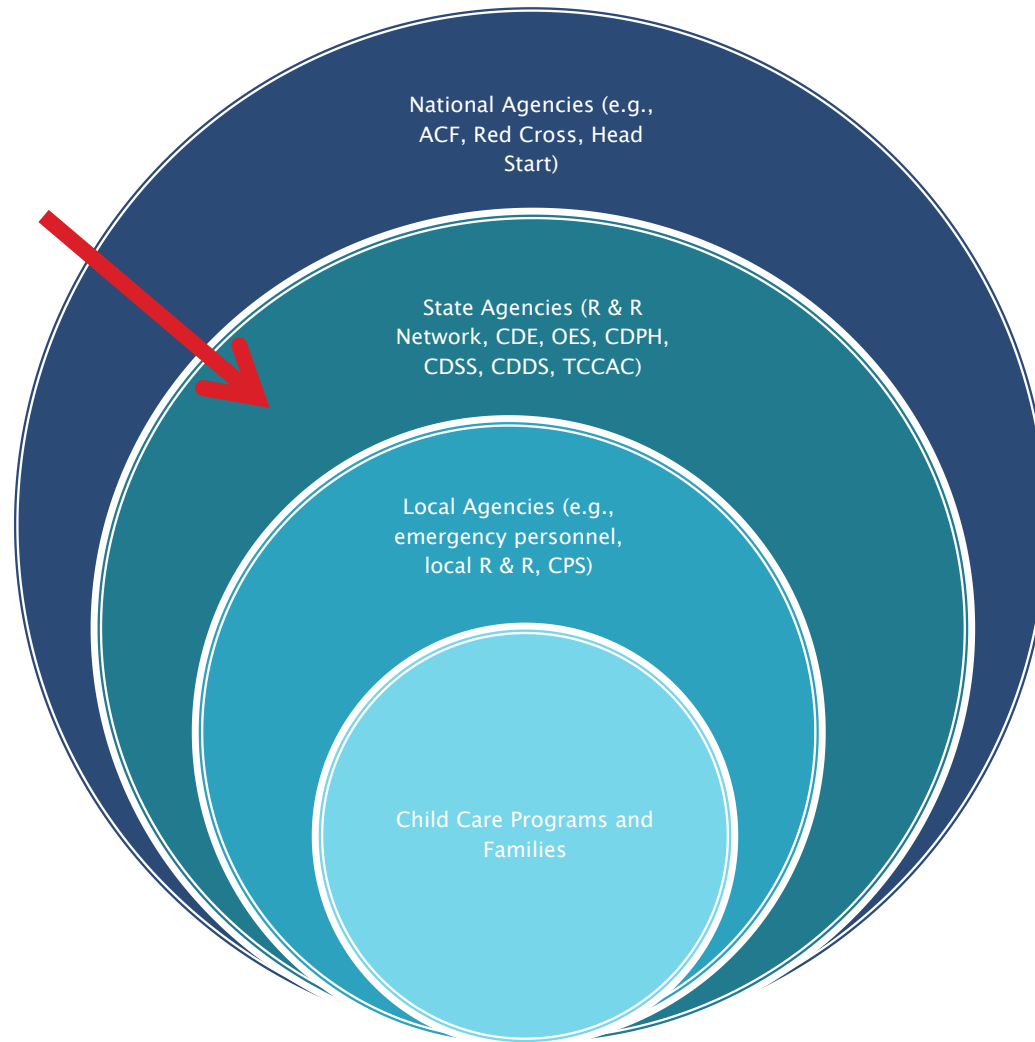 National Agencies (e.g.,
ACF, Red Cross, Head
Start)
State Agencies (R & R
Network, CDE, OES, CDPH,
CDSS, CDDS, TCCAC)
Local Agencies (e.g.,
emergency personnel,
local R & R, CPS)
Child Care Programs and
Families